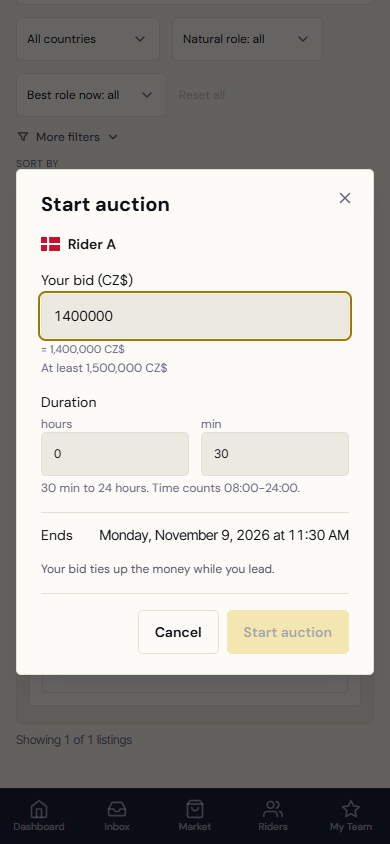 All countries
Natural role: all
Best role now: all
Reset all
More filters
SORT BY
Start auction
Rider A
Your bid (CZ$)
1400000
= 1,400,000 CZ$
At least 1,500,000 CZ$
Duration
hours
min
0
30
30 min to 24 hours. Time counts 08:00–24:00.
Ends
Monday, November 9, 2026 at 11:30 AM
Your bid ties up the money while you lead.
Cancel
Start auction
Showing 1 of 1 listings
Dashboard
Inbox
Market
Riders
My Team